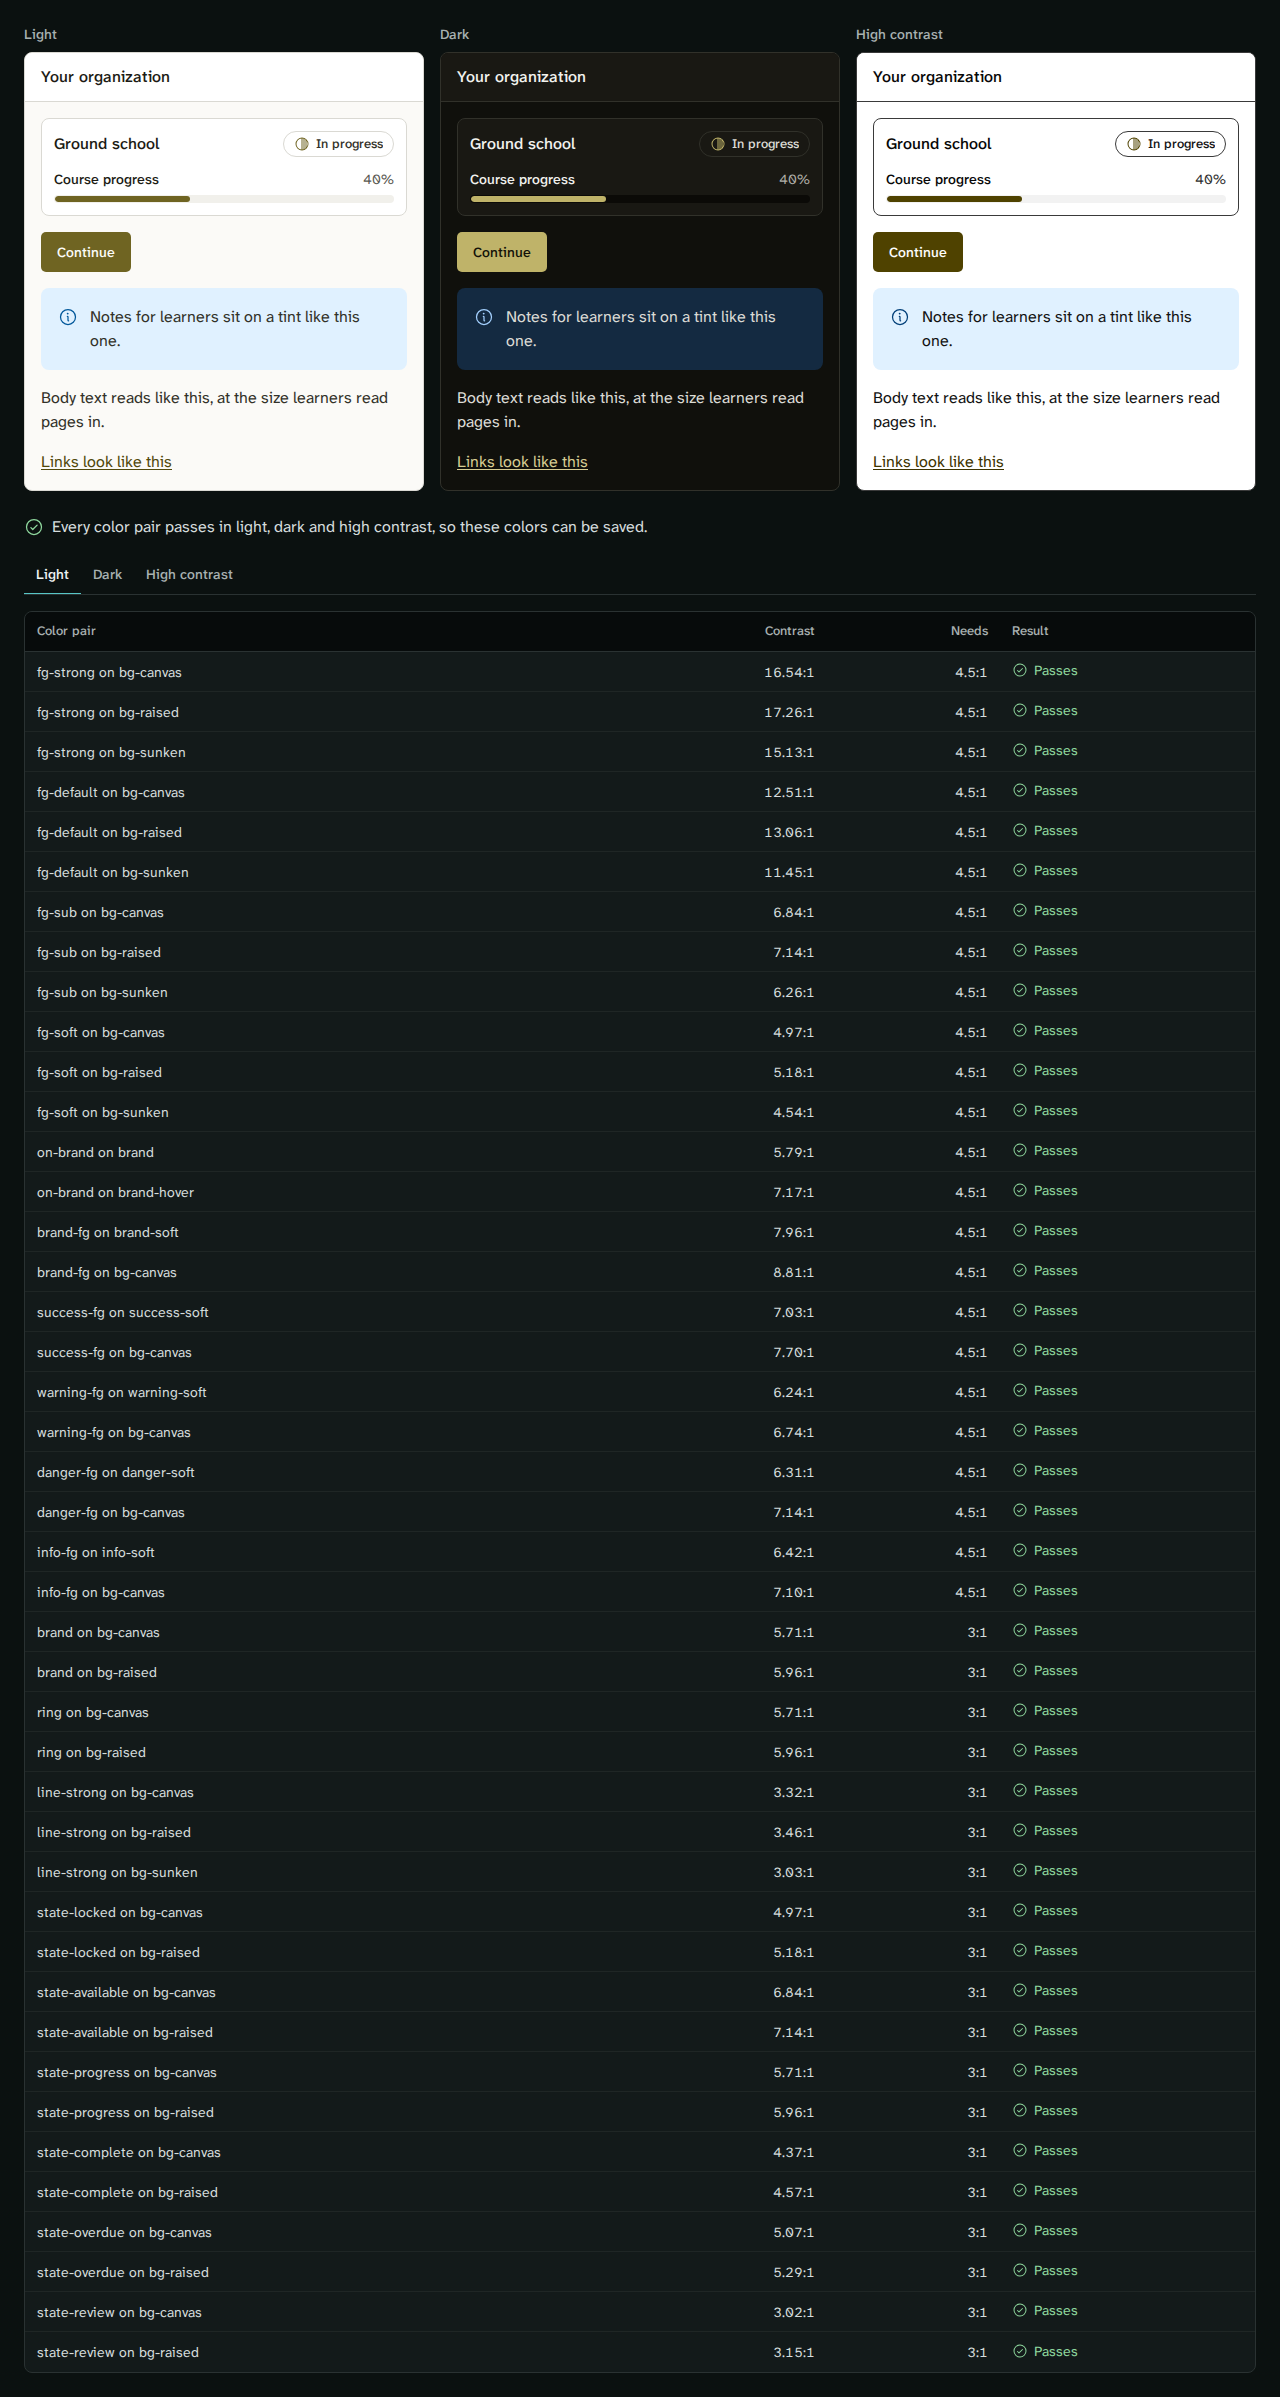 Light
Your organization
Ground school
In progress
Course progress
40%
Continue
Notes for learners sit on a tint like this
one.
Body text reads like this, at the size learners read
pages in.
Links look like this
Dark
Your organization
Ground school
In progress
Course progress
40%
Continue
Notes for learners sit on a tint like this
one.
Body text reads like this, at the size learners read
pages in.
Links look like this
High contrast
Your organization
Ground school
In progress
Course progress
40%
Continue
Notes for learners sit on a tint like this
one.
Body text reads like this, at the size learners read
pages in.
Links look like this
Every color pair passes in light, dark and high contrast, so these colors can be saved.
Light Dark High contrast
Color pair Contrast Needs Result
fg-strong on bg-canvas 16.54:1 4.5:1 Passes
fg-strong on bg-raised 17.26:1 4.5:1 Passes
fg-strong on bg-sunken 15.13:1 4.5:1 Passes
fg-default on bg-canvas 12.51:1 4.5:1 Passes
fg-default on bg-raised 13.06:1 4.5:1 Passes
fg-default on bg-sunken 11.45:1 4.5:1 Passes
fg-sub on bg-canvas 6.84:1 4.5:1 Passes
fg-sub on bg-raised 7.14:1 4.5:1 Passes
fg-sub on bg-sunken 6.26:1 4.5:1 Passes
fg-soft on bg-canvas 4.97:1 4.5:1 Passes
fg-soft on bg-raised 5.18:1 4.5:1 Passes
fg-soft on bg-sunken 4.54:1 4.5:1 Passes
on-brand on brand 5.79:1 4.5:1 Passes
on-brand on brand-hover 7.17:1 4.5:1 Passes
brand-fg on brand-soft 7.96:1 4.5:1 Passes
brand-fg on bg-canvas 8.81:1 4.5:1 Passes
success-fg on success-soft 7.03:1 4.5:1 Passes
success-fg on bg-canvas 7.70:1 4.5:1 Passes
warning-fg on warning-soft 6.24:1 4.5:1 Passes
warning-fg on bg-canvas 6.74:1 4.5:1 Passes
danger-fg on danger-soft 6.31:1 4.5:1 Passes
danger-fg on bg-canvas 7.14:1 4.5:1 Passes
info-fg on info-soft 6.42:1 4.5:1 Passes
info-fg on bg-canvas 7.10:1 4.5:1 Passes
brand on bg-canvas 5.71:1 3:1 Passes
brand on bg-raised 5.96:1 3:1 Passes
ring on bg-canvas 5.71:1 3:1 Passes
ring on bg-raised 5.96:1 3:1 Passes
line-strong on bg-canvas 3.32:1 3:1 Passes
line-strong on bg-raised 3.46:1 3:1 Passes
line-strong on bg-sunken 3.03:1 3:1 Passes
state-locked on bg-canvas 4.97:1 3:1 Passes
state-locked on bg-raised 5.18:1 3:1 Passes
state-available on bg-canvas 6.84:1 3:1 Passes
state-available on bg-raised 7.14:1 3:1 Passes
state-progress on bg-canvas 5.71:1 3:1 Passes
state-progress on bg-raised 5.96:1 3:1 Passes
state-complete on bg-canvas 4.37:1 3:1 Passes
state-complete on bg-raised 4.57:1 3:1 Passes
state-overdue on bg-canvas 5.07:1 3:1 Passes
state-overdue on bg-raised 5.29:1 3:1 Passes
state-review on bg-canvas 3.02:1 3:1 Passes
state-review on bg-raised 3.15:1 3:1 Passes